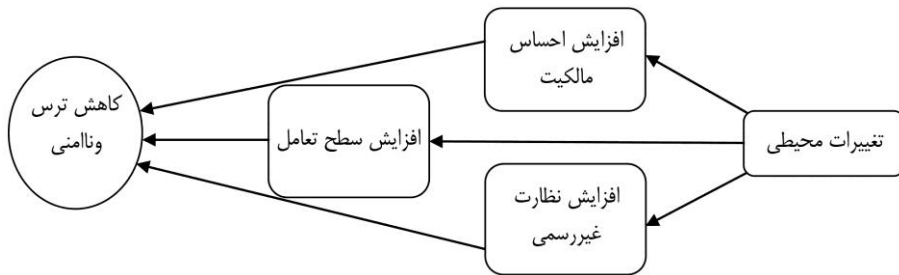 تغییرات محیطی
افزایش احساس
مالکیت
افزایش سطح تعامل
افزایش نظارت
غیررسمی
کاهش ترس
وناامنی